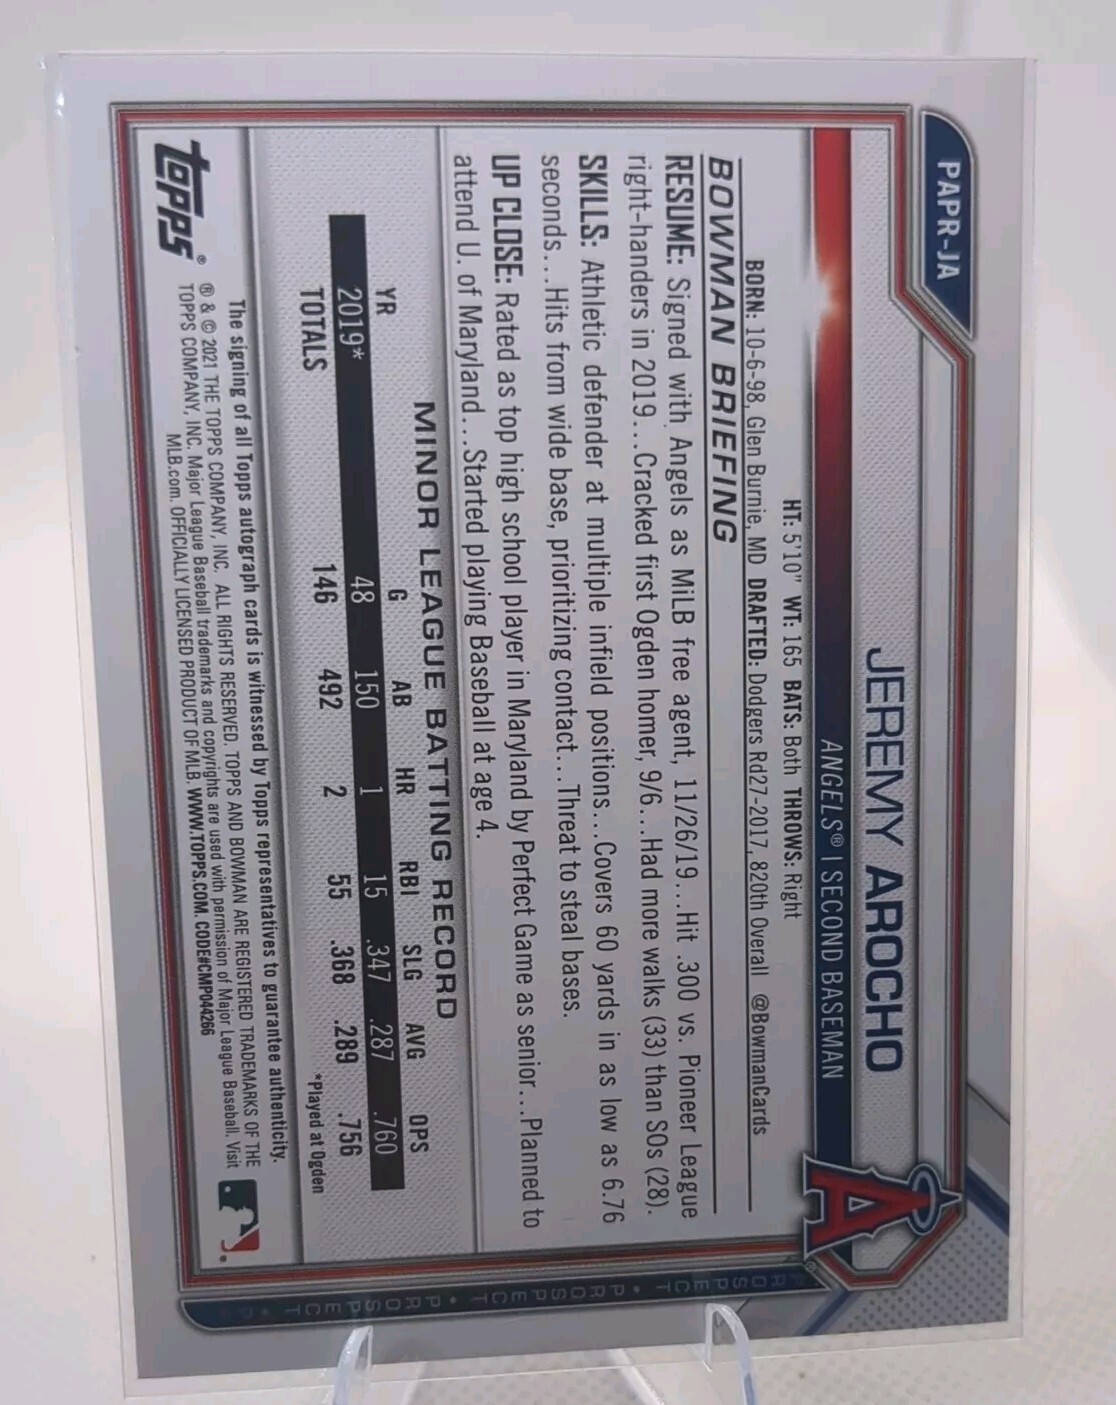 PAPR-JA
JEREMY AROCHO
ANGELS® | SECOND BASEMAN
HT: 5'10" WT: 165 BATS: Both THROWS: Right
BORN: 10-6-98, Glen Burnie, MD DRAFTED: Dodgers Rd27-2017, 820th Overall @BowmanCards
BOWMAN BRIEFING
RESUME: Signed with Angels as MiLB free agent, 11/26/19...Hit .300 vs. Pioneer League
right-handers in 2019...Cracked first Ogden homer, 9/6....Had more walks (33) than SOs (28).
SKILLS: Athletic defender at multiple infield positions....Covers 60 yards in as low as 6.76
seconds...Hits from wide base, prioritizing contact...Threat to steal bases.
UP CLOSE: Rated as top high school player in Maryland by Perfect Game as senior...Planned to
attend U. of Maryland...Started playing Baseball at age 4.
MINOR LEAGUE BATTING RECORD
YR G AB HR RBI SLG AVG OPS
2019* 48 150 1 15 .347 .287 .760
TOTALS 146 492 2 55 .368 .289 .756
*Played at Ogden
The signing of all Topps autograph cards is witnessed by Topps representatives to guarantee authenticity.
® & © 2021 THE TOPPS COMPANY, INC. ALL RIGHTS RESERVED. TOPPS AND BOWMAN ARE REGISTERED TRADEMARKS OF THE
TOPPS COMPANY, INC. Major League Baseball trademarks and copyrights are used with permission of Major League Baseball. Visit
MLB.com. OFFICIALLY LICENSED PRODUCT OF MLB. WWW.TOPPS.COM. CODE#CMP044266
topps®
A®
PROSPECT • PROSPECT • PROSPECT • P